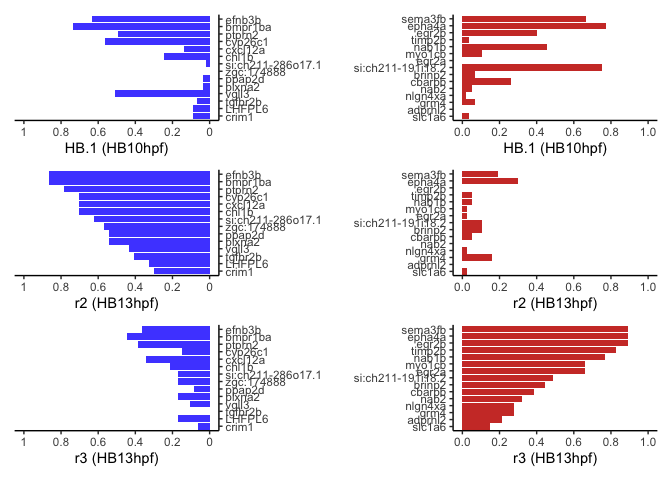 efnb3b
bmpr1ba
ptprn2
cyp26c1
cxcl12a
chl1b
si:ch211-286o17.1
zgc:174888
ppap2d
plxna2
ygll3
tgfbr2b
LHFPL6
crim1
1 0.8 0.6 0.4 0.2 0
HB.1 (HB10hpf)
sema3fb
epha4a
egr2b
timp2b
nab1b
myo1cb
egr2a
si:ch211-191i18.2
brinp2
cbarpb
nab2
nlgn4xa
grm4
adprhl2
slc1a6
0.0 0.2 0.4 0.6 0.8 1.0
HB.1 (HB10hpf)
efnb3b
bmpr1ba
ptprn2
cyp26c1
cxcl12a
chl1b
si:ch211-286o17.1
zgc:174888
ppap2d
plxna2
vgll3
tgfbr2b
LHFPL6
crim1
1 0.8 0.6 0.4 0.2 0
r2 (HB13hpf)
sema3fb
epha4a
egr2b
timp2b
nab1b
myo1cb
egr2a
si:ch211-191i18.2
brinp2
cbarpb
nab2
nlgn4xa
grm4
adprhl2
slc1a6
0.0 0.2 0.4 0.6 0.8 1.0
r2 (HB13hpf)
efnb3b
bmpr1ba
ptprn2
cyp26c1
cxcl12a
chl1b
si:ch211-286o17.1
zgc:174888
ppap2d
plxna2
vgll3
tgfbr2b
LHFPL6
crim1
1 0.8 0.6 0.4 0.2 0
r3 (HB13hpf)
sema3fb
epha4a
egr2b
timp2b
nab1b
myo1cb
egr2a
si:ch211-191i18.2
brinp2
cbarpb
nab2
nlgn4xa
grm4
adprhl2
slc1a6
0.0 0.2 0.4 0.6 0.8 1.0
r3 (HB13hpf)